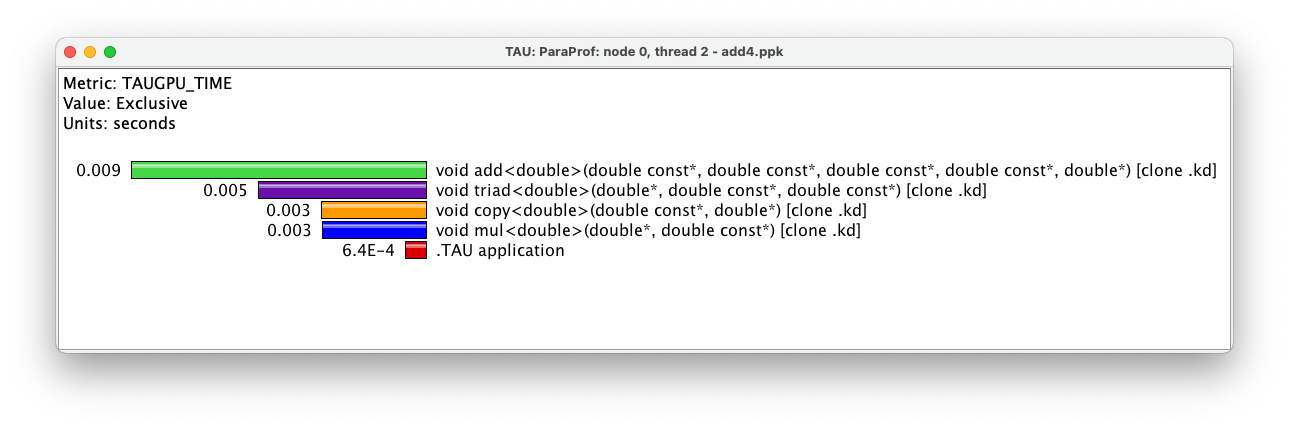 TAU: ParaProf: node 0, thread 2 - add4.ppk
Metric: TAUGPU_TIME
Value: Exclusive
Units: seconds
0.009 void add<double>(double const*, double const*, double const*, double const*, double*) [clone .kd]
0.005 void triad<double>(double*, double const*, double const*) [clone .kd]
0.003 void copy<double>(double const*, double*) [clone .kd]
0.003 void mul<double>(double*, double const*) [clone .kd]
6.4E-4 .TAU application